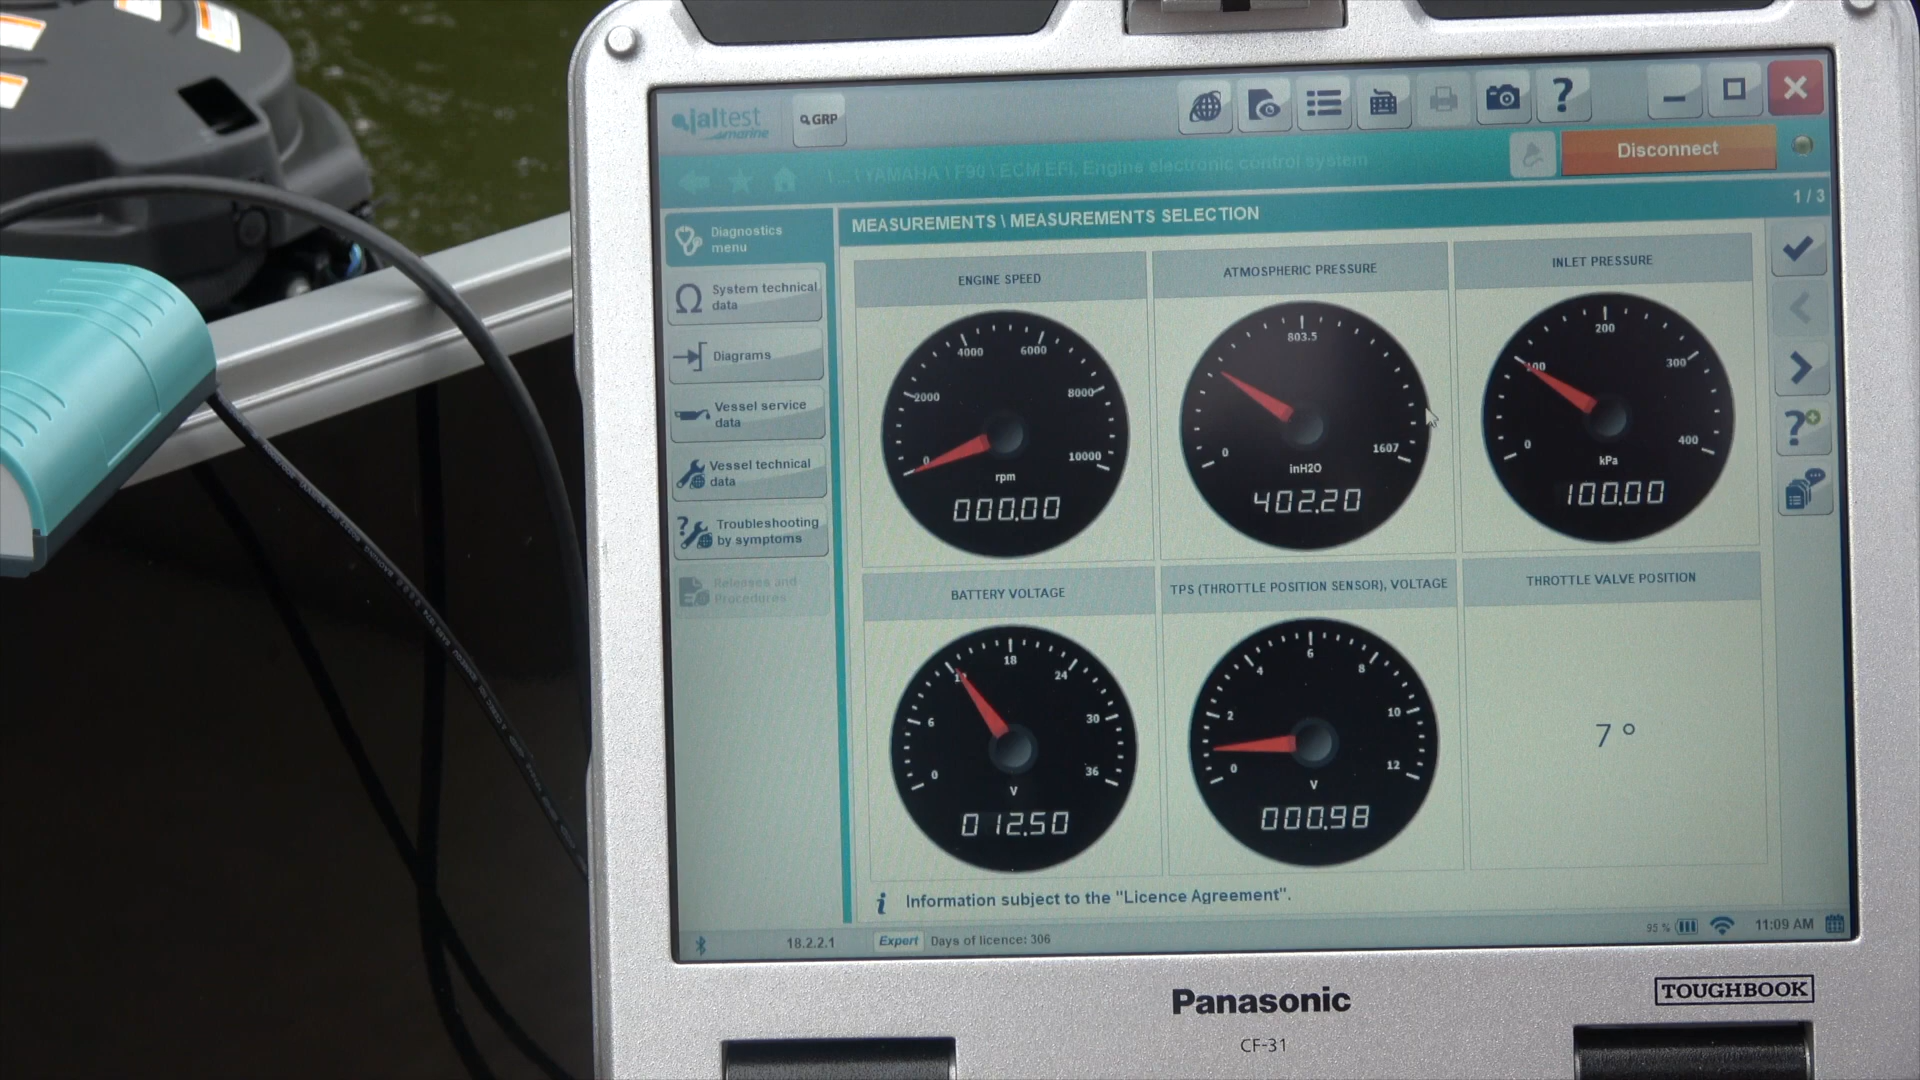 jaltest
marine
GRP
?
Disconnect
\ ... \ YAMAHA \ F90 \ ECM EFI, Engine electronic control system
1 / 3
MEASUREMENTS \ MEASUREMENTS SELECTION
Diagnostics
menu
System technical
data
Diagrams
Vessel service
data
Vessel technical
data
Troubleshooting
by symptoms
Releases and
Procedures
ENGINE SPEED
0
2000
4000
6000
8000
10000
rpm
000.00
ATMOSPHERIC PRESSURE
0
803.5
1607
inH2O
402.20
INLET PRESSURE
0
100
200
300
400
kPa
100.00
BATTERY VOLTAGE
0
6
12
18
24
30
36
V
012.50
TPS (THROTTLE POSITION SENSOR), VOLTAGE
0
2
4
6
8
10
12
V
000.98
THROTTLE VALVE POSITION
7 °
i Information subject to the "Licence Agreement".
18.2.2.1
Expert Days of licence: 306
95 %
11:09 AM
Panasonic
TOUGHBOOK
CF-31